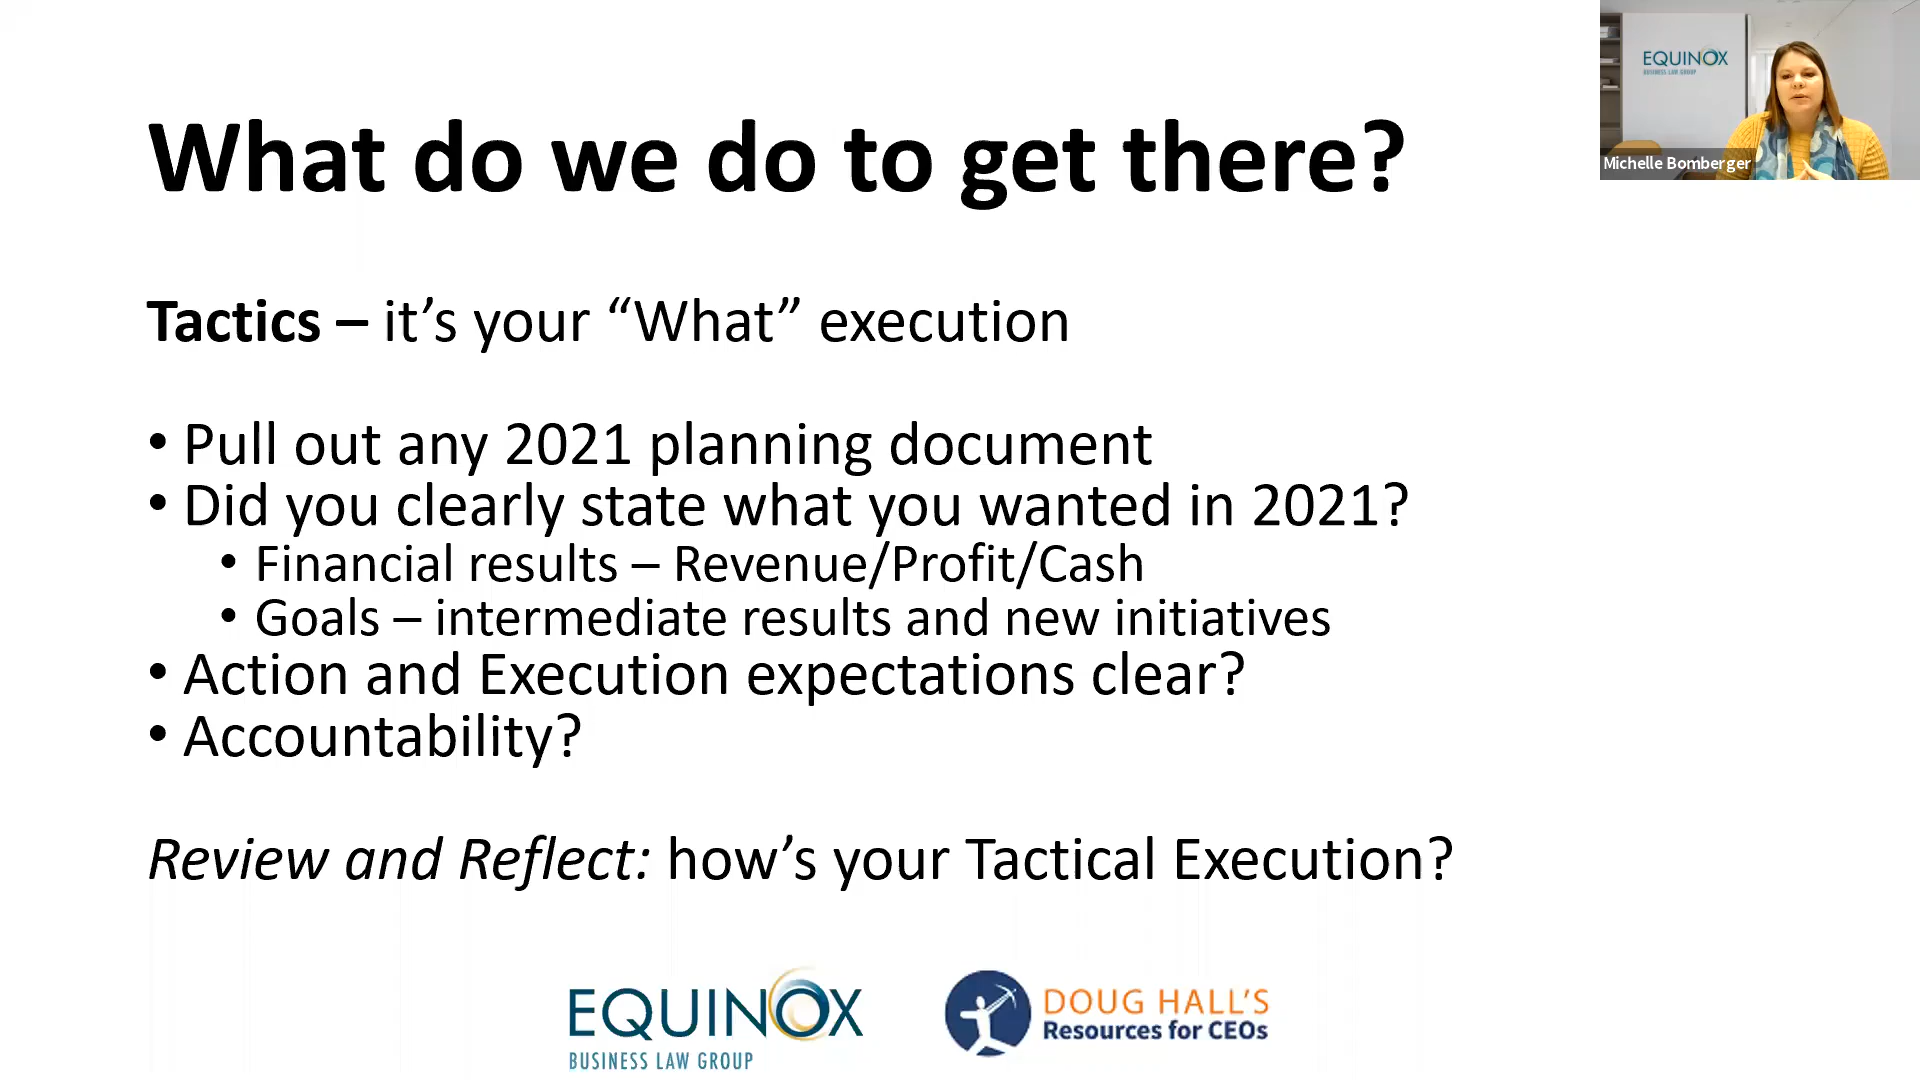 What do we do to get there?
EQUINOX
BUSINESS LAW GROUP
Michelle Bomberger
Tactics – it’s your “What” execution
• Pull out any 2021 planning document
• Did you clearly state what you wanted in 2021?
• Financial results – Revenue/Profit/Cash
• Goals – intermediate results and new initiatives
• Action and Execution expectations clear?
• Accountability?
Review and Reflect: how’s your Tactical Execution?
EQUINOX
BUSINESS LAW GROUP
DOUG HALL’S
Resources for CEOs